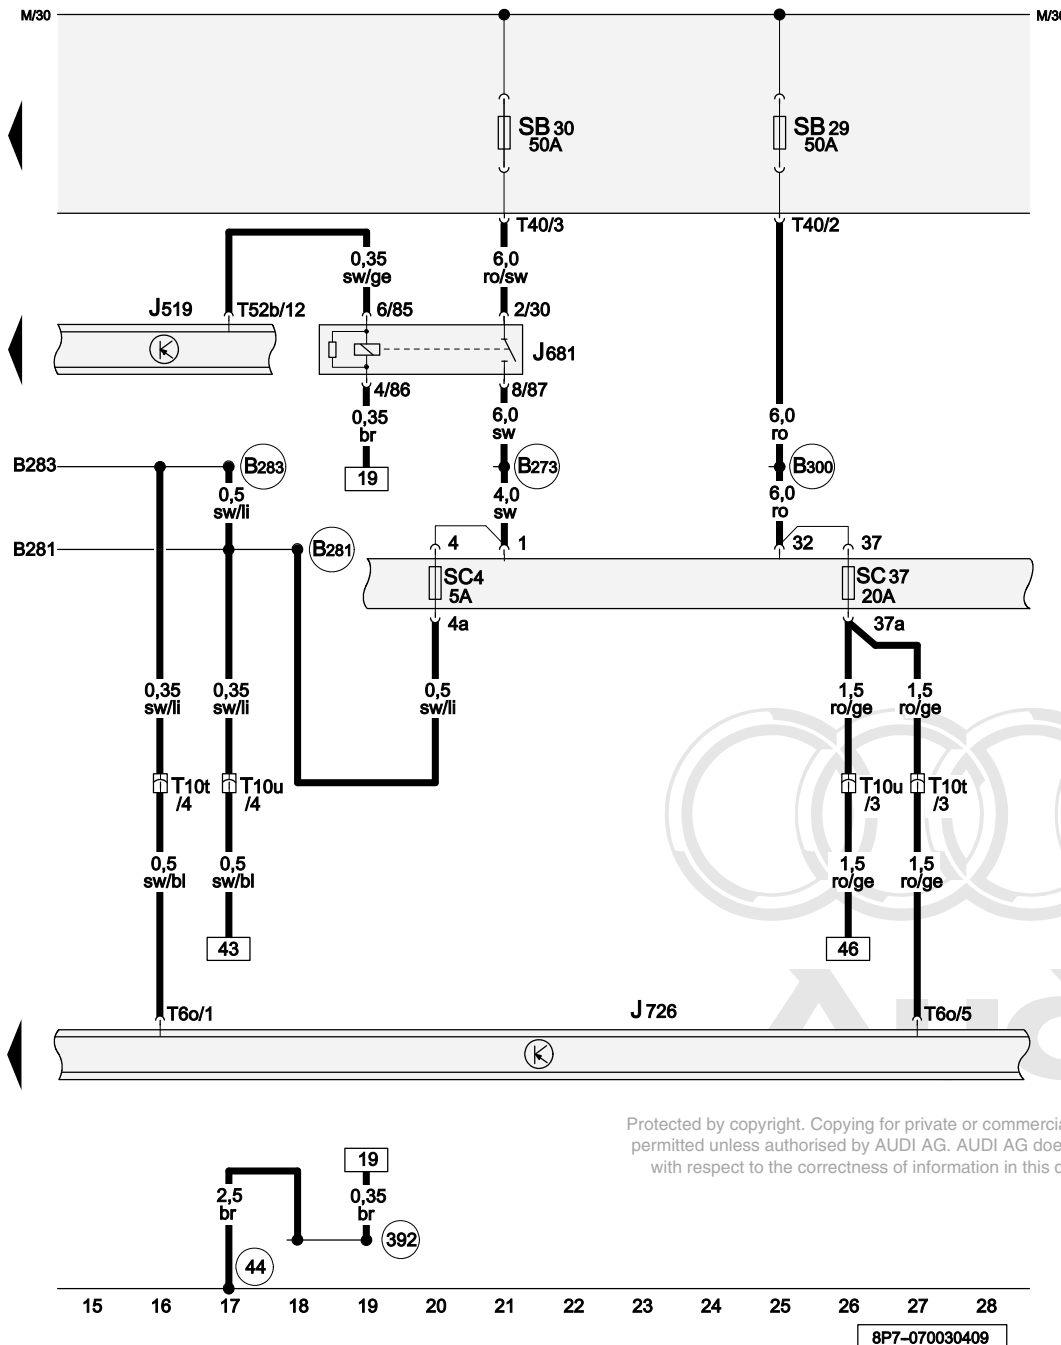 M/30
M/30
SB 30
50A
SB 29
50A
T40/3
T40/2
0,35
sw/ge
6,0
ro/sw
J519
T52b/12
6/85
2/30
J681
4/86
8/87
0,35
br
6,0
sw
6,0
ro
B283
B283
19
B273
B300
0,5
sw/li
4,0
sw
6,0
ro
B281
B281
4
1
32
37
SC4
5A
SC 37
20A
4a
37a
0,35
sw/li
0,35
sw/li
0,5
sw/li
1,5
ro/ge
1,5
ro/ge
T10t
/4
T10u
/4
T10u
/3
T10t
/3
0,5
sw/bl
0,5
sw/bl
1,5
ro/ge
1,5
ro/ge
43
46
T6o/1
J 726
T6o/5
Protected by copyright. Copying for private or commercia
permitted unless authorised by AUDI AG. AUDI AG doe
with respect to the correctness of information in this d
19
2,5
br
0,35
br
392
44
15 16 17 18 19 20 21 22 23 24 25 26 27 28
8P7-070030409